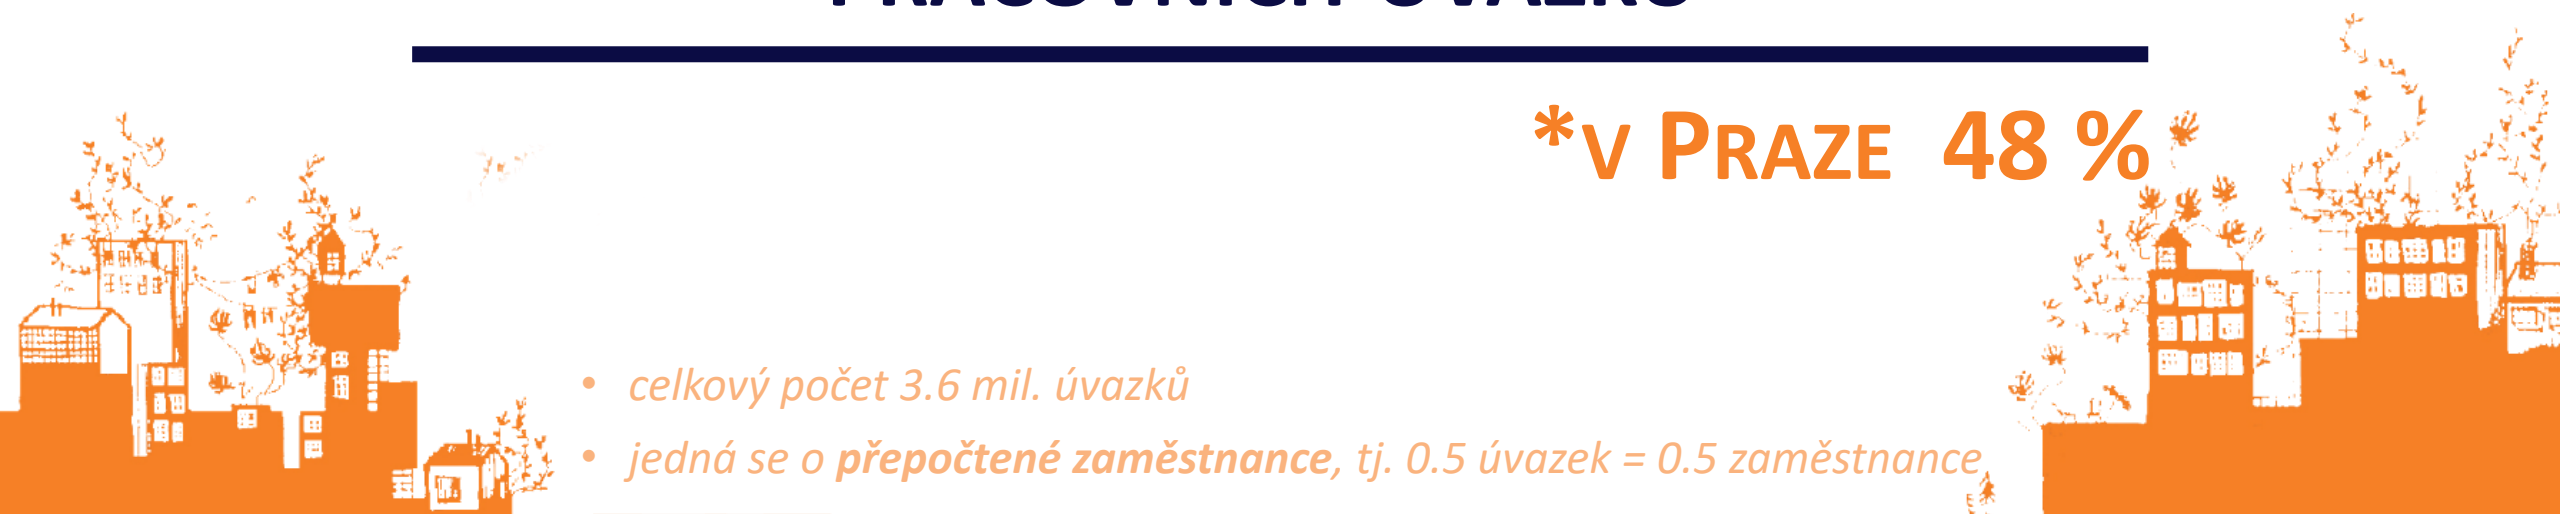 *V PRAZE 48 %
• celkový počet 3.6 mil. úvazků
• jedná se o přepočtené zaměstnance, tj. 0.5 úvazek = 0.5 zaměstnance